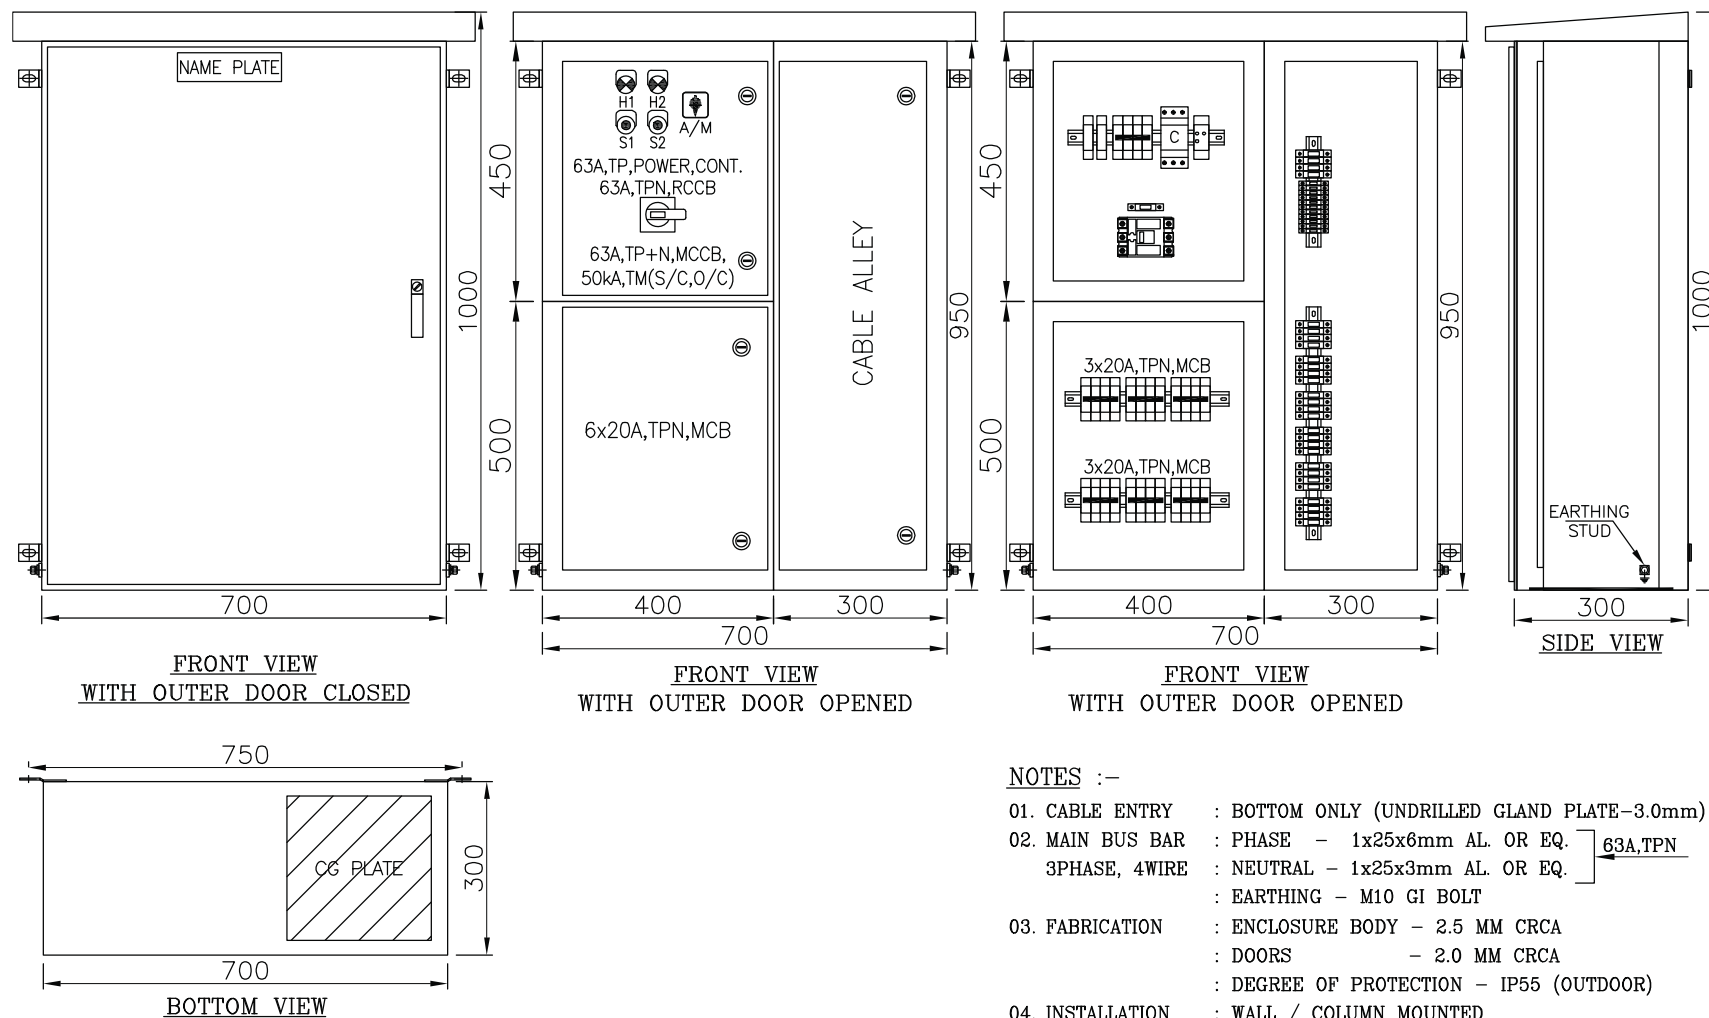 NAME PLATE
1000
700
FRONT VIEW
WITH OUTER DOOR CLOSED
H1 H2
S1 S2 A/M
63A,TP,POWER,CONT.
63A,TPN,RCCB
63A,TP+N,MCCB,
50kA,TM(S/C,O/C)
6x20A,TPN,MCB
CABLE ALLEY
450
500
950
400
300
700
FRONT VIEW
WITH OUTER DOOR OPENED
C
3x20A,TPN,MCB
3x20A,TPN,MCB
450
500
950
400
300
700
FRONT VIEW
WITH OUTER DOOR OPENED
EARTHING
STUD
1000
300
SIDE VIEW
750
CG PLATE
300
700
BOTTOM VIEW
NOTES :-
01. CABLE ENTRY : BOTTOM ONLY (UNDRILLED GLAND PLATE-3.0mm)
02. MAIN BUS BAR : PHASE - 1x25x6mm AL. OR EQ. 63A,TPN
3PHASE, 4WIRE : NEUTRAL - 1x25x3mm AL. OR EQ.
: EARTHING - M10 GI BOLT
03. FABRICATION : ENCLOSURE BODY - 2.5 MM CRCA
: DOORS - 2.0 MM CRCA
: DEGREE OF PROTECTION - IP55 (OUTDOOR)
04. INSTALLATION : WALL / COLUMN MOUNTED